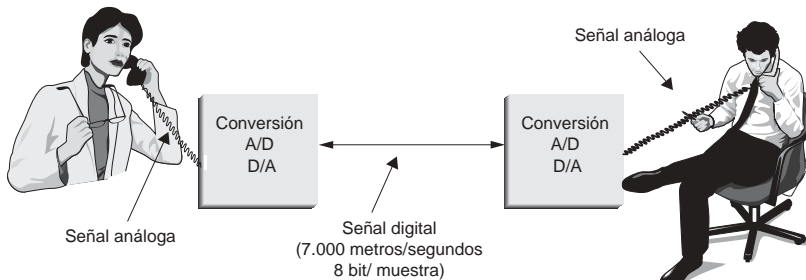 Señal análoga
Conversión
A/D
D/A
Conversión
A/D
D/A
Señal análoga
Señal digital
(7.000 metros/segundos
8 bit/ muestra)